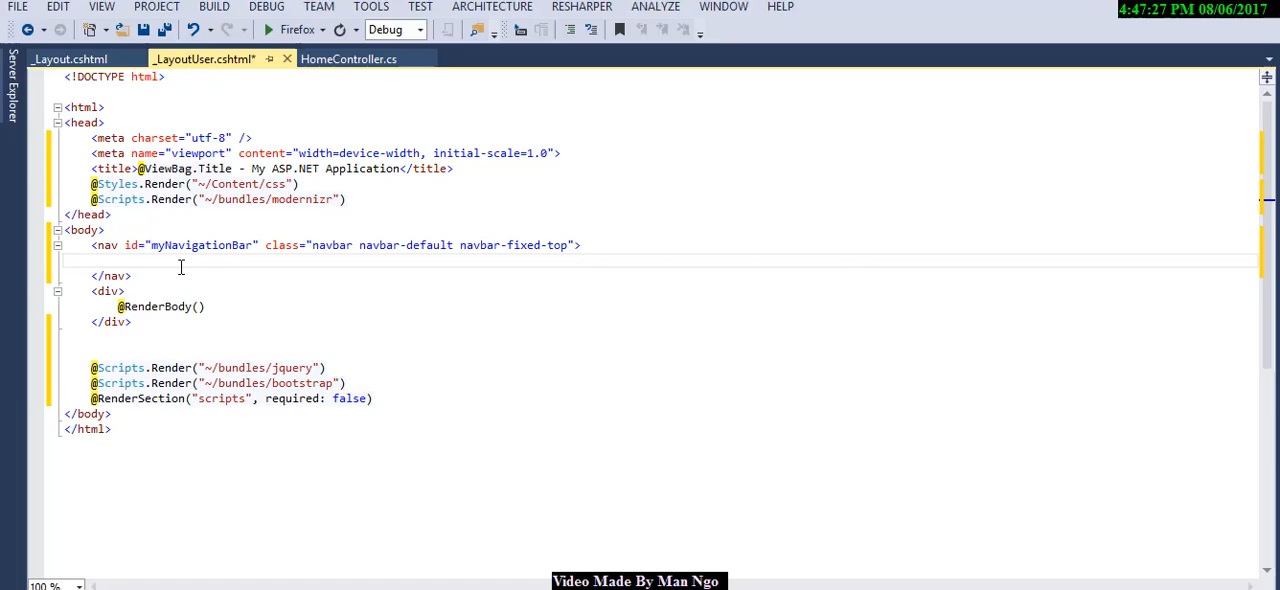 FILE EDIT VIEW PROJECT BUILD DEBUG TEAM TOOLS TEST ARCHITECTURE RESHARPER ANALYZE WINDOW HELP
4:47:27 PM 08/06/2017
Firefox Debug
Server Explorer
_Layout.cshtml _LayoutUser.cshtml* HomeController.cs
<!DOCTYPE html>
<html>
<head>
<meta charset="utf-8" />
<meta name="viewport" content="width=device-width, initial-scale=1.0">
<title>@ViewBag.Title - My ASP.NET Application</title>
@Styles.Render("~/Content/css")
@Scripts.Render("~/bundles/modernizr")
</head>
<body>
<nav id="myNavigationBar" class="navbar navbar-default navbar-fixed-top">
</nav>
<div>
@RenderBody()
</div>
@Scripts.Render("~/bundles/jquery")
@Scripts.Render("~/bundles/bootstrap")
@RenderSection("scripts", required: false)
</body>
</html>
100 %
Video Made By Man Ngo